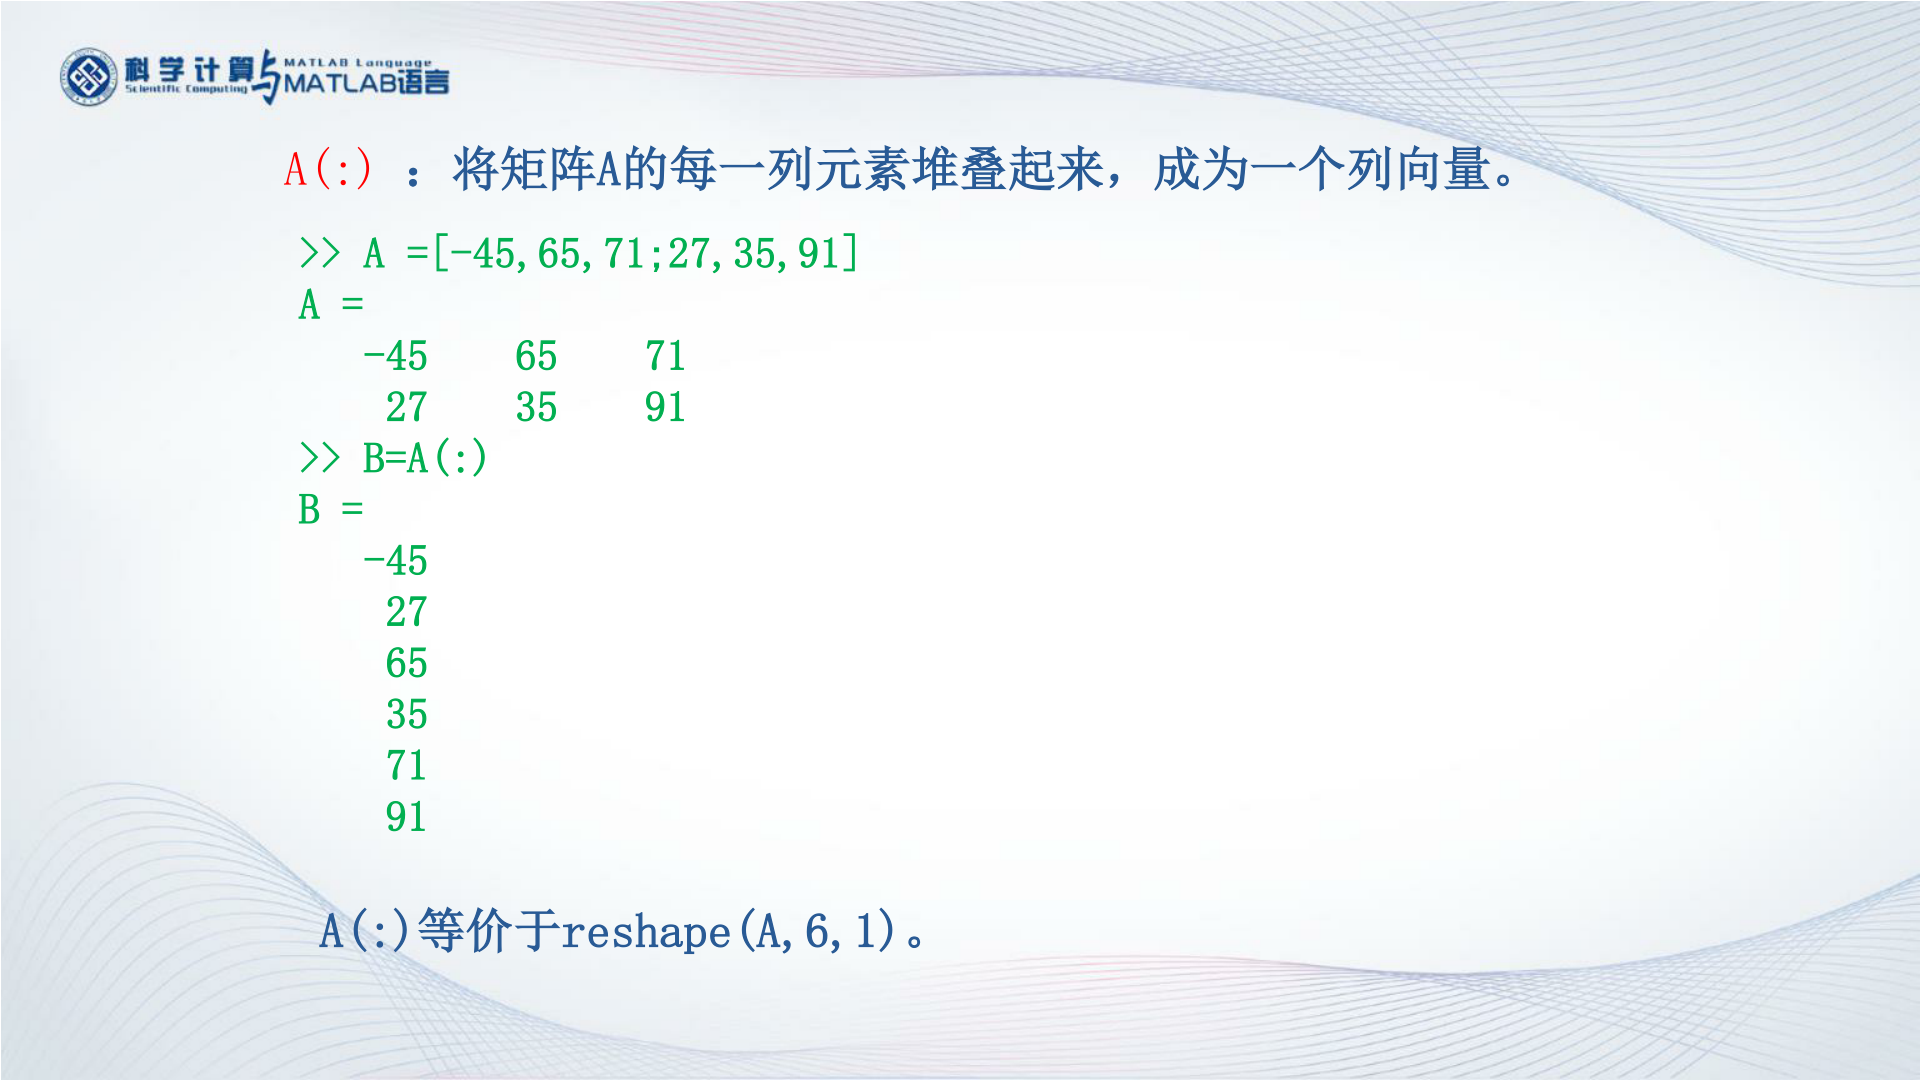 科学计算与MATLAB语言
Scientific Computing MATLAB Language
A(:) ：将矩阵A的每一列元素堆叠起来，成为一个列向量。
>> A =[-45,65,71;27,35,91]
A =
-45 65 71
27 35 91
>> B=A(:)
B =
-45
27
65
35
71
91
A(:)等价于reshape(A,6,1)。